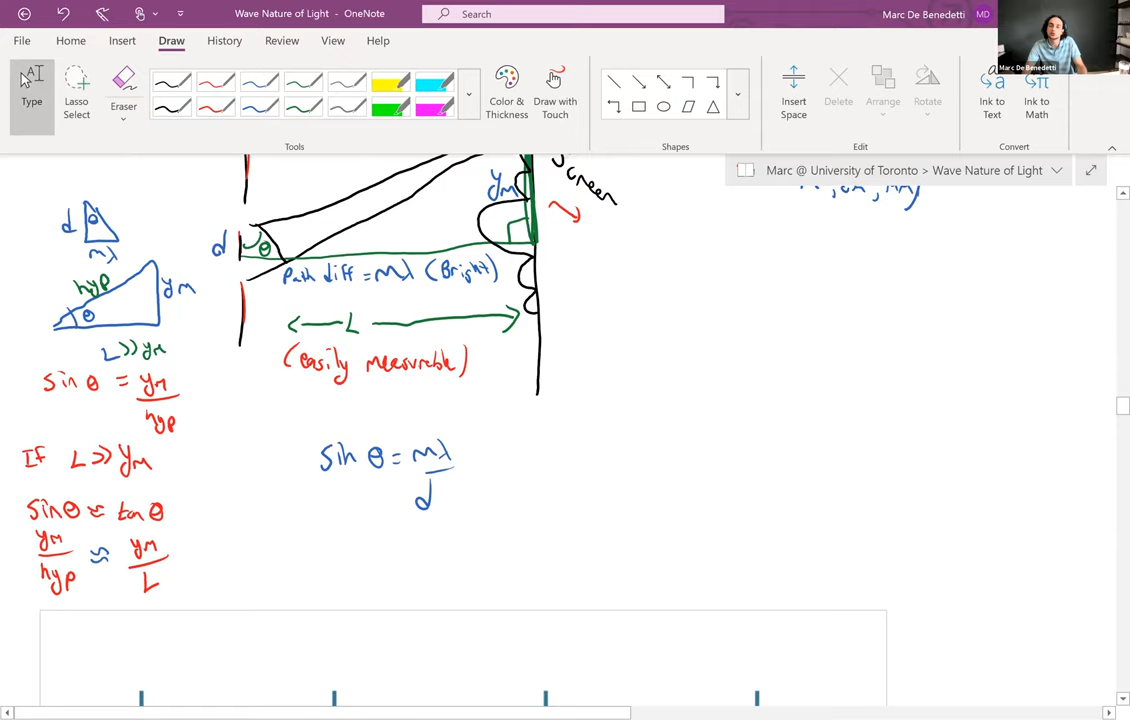 Wave Nature of Light - OneNote
Search
Marc De Benedetti
MD
Marc De Benedetti
File
Home
Insert
Draw
History
Review
View
Help
Type
Lasso Select
Eraser
Color & Thickness
Draw with Touch
Insert Space
Delete
Arrange
Rotate
Ink to Text
Ink to Math
Tools
Shapes
Edit
Convert
Marc @ University of Toronto > Wave Nature of Light
Screen
ym
d
θ
Path diff = mλ (Bright)
L
(easily measurable)
d
θ
mλ
hyp
ym
θ
L >> ym
sin θ = ym/hyp
If L >> ym
sinθ ≈ tan θ
ym/hyp ≈ ym/L
sin θ = mλ/d